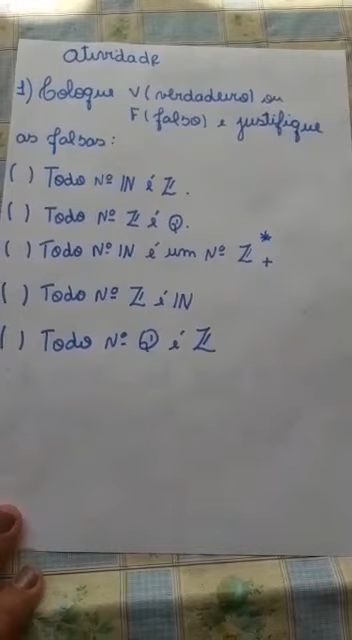 Atividade
1) Coloque V (verdadeiro) ou
F (falso) e justifique
as falsas:
( ) Todo Nº IN é Z.
( ) Todo Nº Z é Q.
( ) Todo Nº IN é um Nº Z*+
( ) Todo Nº Z é IN
( ) Todo Nº Q é Z